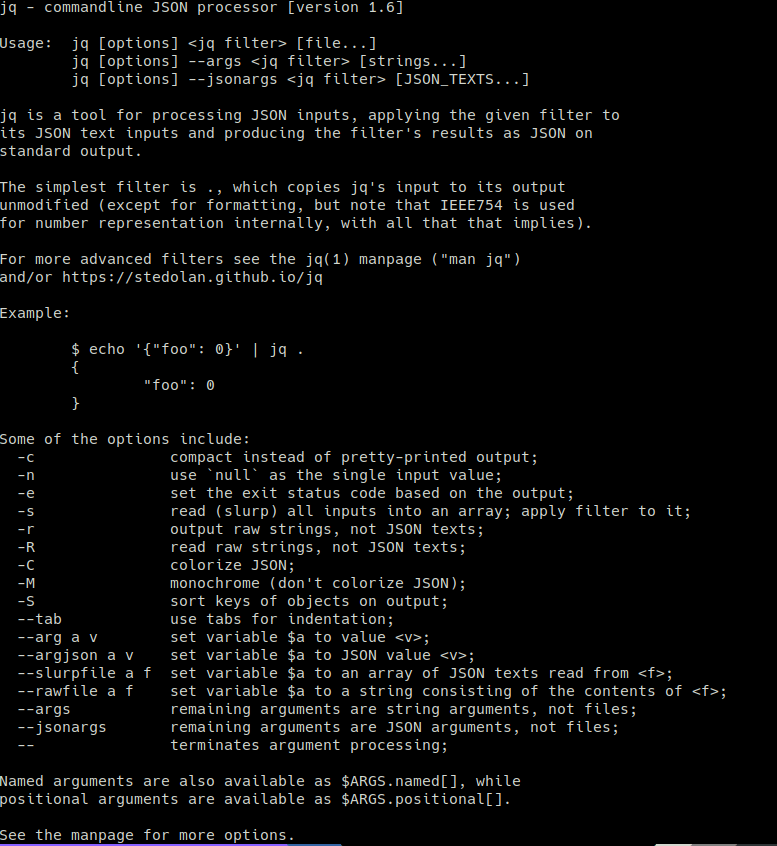 jq - commandline JSON processor [version 1.6]
Usage:  jq [options] <jq filter> [file...]
        jq [options] --args <jq filter> [strings...]
        jq [options] --jsonargs <jq filter> [JSON_TEXTS...]
jq is a tool for processing JSON inputs, applying the given filter to
its JSON text inputs and producing the filter's results as JSON on
standard output.
The simplest filter is ., which copies jq's input to its output
unmodified (except for formatting, but note that IEEE754 is used
for number representation internally, with all that that implies).
For more advanced filters see the jq(1) manpage ("man jq")
and/or https://stedolan.github.io/jq
Example:
        $ echo '{"foo": 0}' | jq .
        {
                "foo": 0
        }
Some of the options include:
  -c               compact instead of pretty-printed output;
  -n               use `null` as the single input value;
  -e               set the exit status code based on the output;
  -s               read (slurp) all inputs into an array; apply filter to it;
  -r               output raw strings, not JSON texts;
  -R               read raw strings, not JSON texts;
  -C               colorize JSON;
  -M               monochrome (don't colorize JSON);
  -S               sort keys of objects on output;
  --tab            use tabs for indentation;
  --arg a v        set variable $a to value <v>;
  --argjson a v    set variable $a to JSON value <v>;
  --slurpfile a f  set variable $a to an array of JSON texts read from <f>;
  --rawfile a f    set variable $a to a string consisting of the contents of <f>;
  --args           remaining arguments are string arguments, not files;
  --jsonargs       remaining arguments are JSON arguments, not files;
  --               terminates argument processing;
Named arguments are also available as $ARGS.named[], while
positional arguments are available as $ARGS.positional[].
See the manpage for more options.